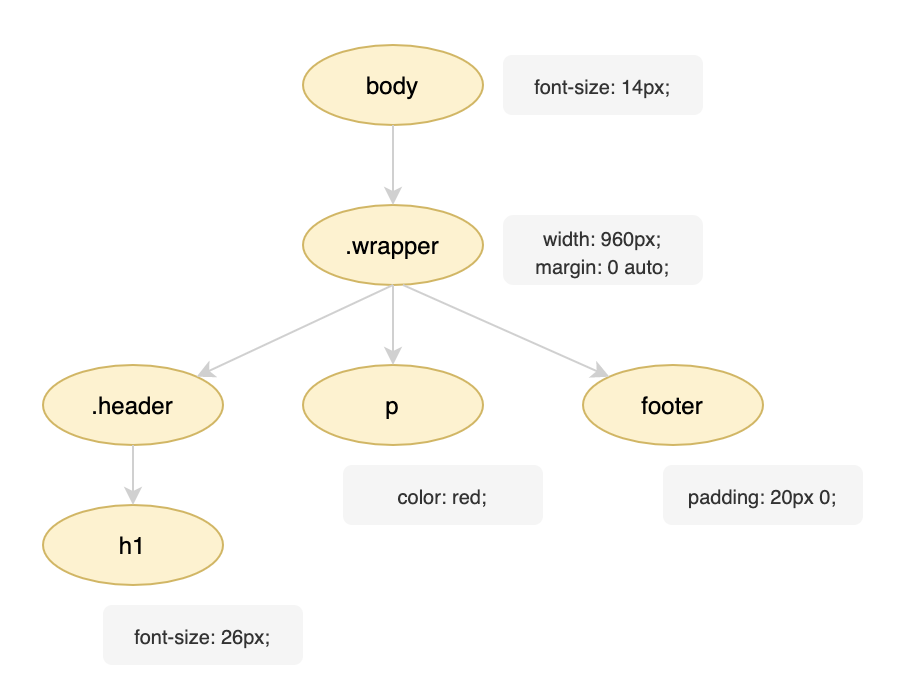 body
font-size: 14px;
.wrapper
width: 960px;
margin: 0 auto;
.header
p
footer
color: red;
padding: 20px 0;
h1
font-size: 26px;